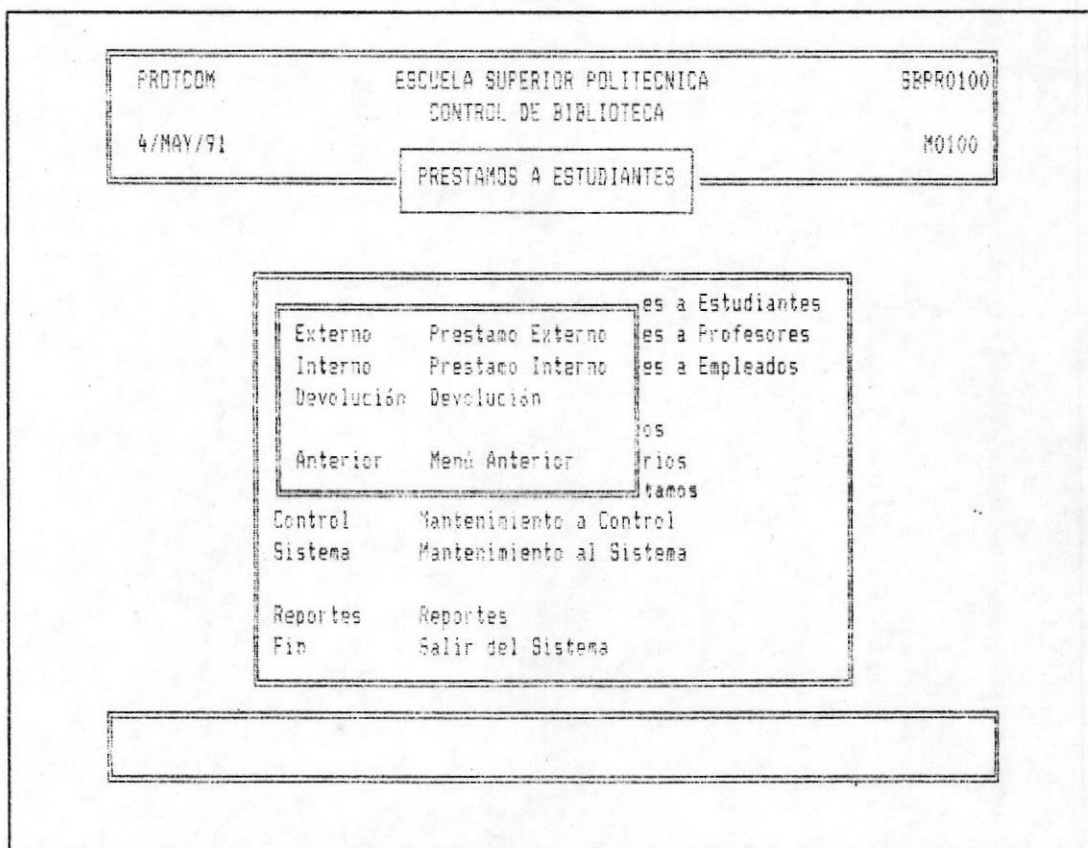 PROTCOM ESCUELA SUPERIOR POLITECNICA SBPR0100
CONTROL DE BIBLIOTECA
4/MAY/91 M0100
PRESTAMOS A ESTUDIANTES
es a Estudiantes
Externo Prestamo Externo es a Profesores
Interno Prestamo Interno es a Empleados
Devolución Devolución
os
Anterior Menú Anterior rios
tamos
Control Mantenimiento a Control
Sistema Mantenimiento al Sistema
Reportes Reportes
Fin Salir del Sistema